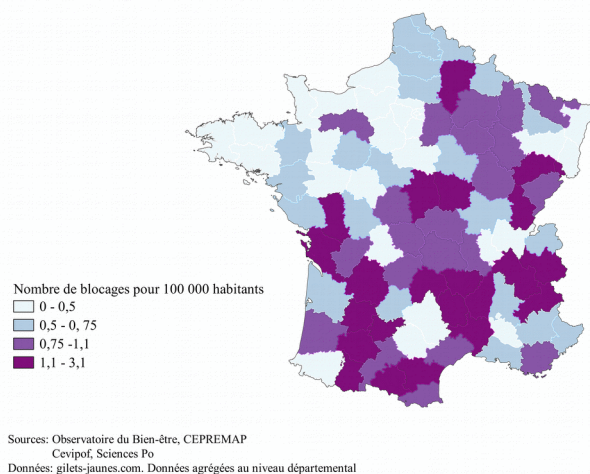 Nombre de blocages pour 100 000 habitants
0 - 0,5
0,5 - 0, 75
0,75 -1,1
1,1 - 3,1
Sources: Observatoire du Bien-être, CEPREMAP
Cevipof, Sciences Po
Données: gilets-jaunes.com. Données agrégées au niveau départemental